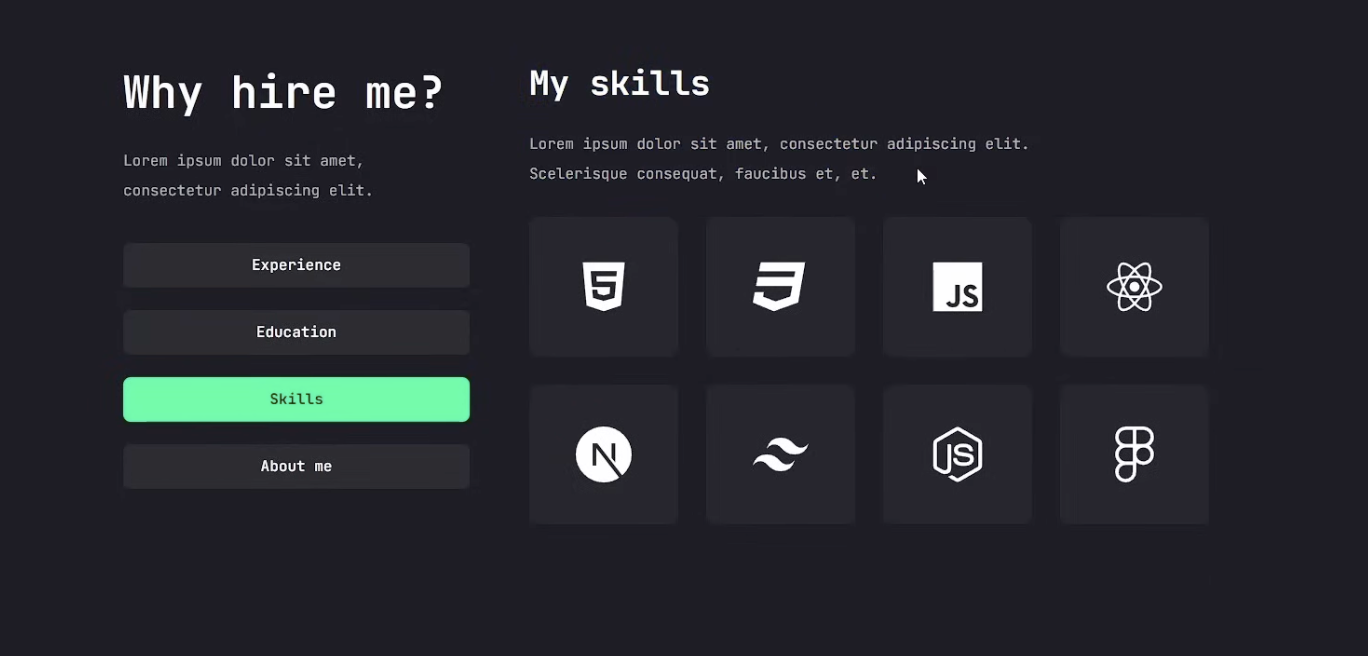 Why hire me?
Lorem ipsum dolor sit amet,
consectetur adipiscing elit.
Experience
Education
Skills
About me
My skills
Lorem ipsum dolor sit amet, consectetur adipiscing elit.
Scelerisque consequat, faucibus et, et.
5
JS
N
JS